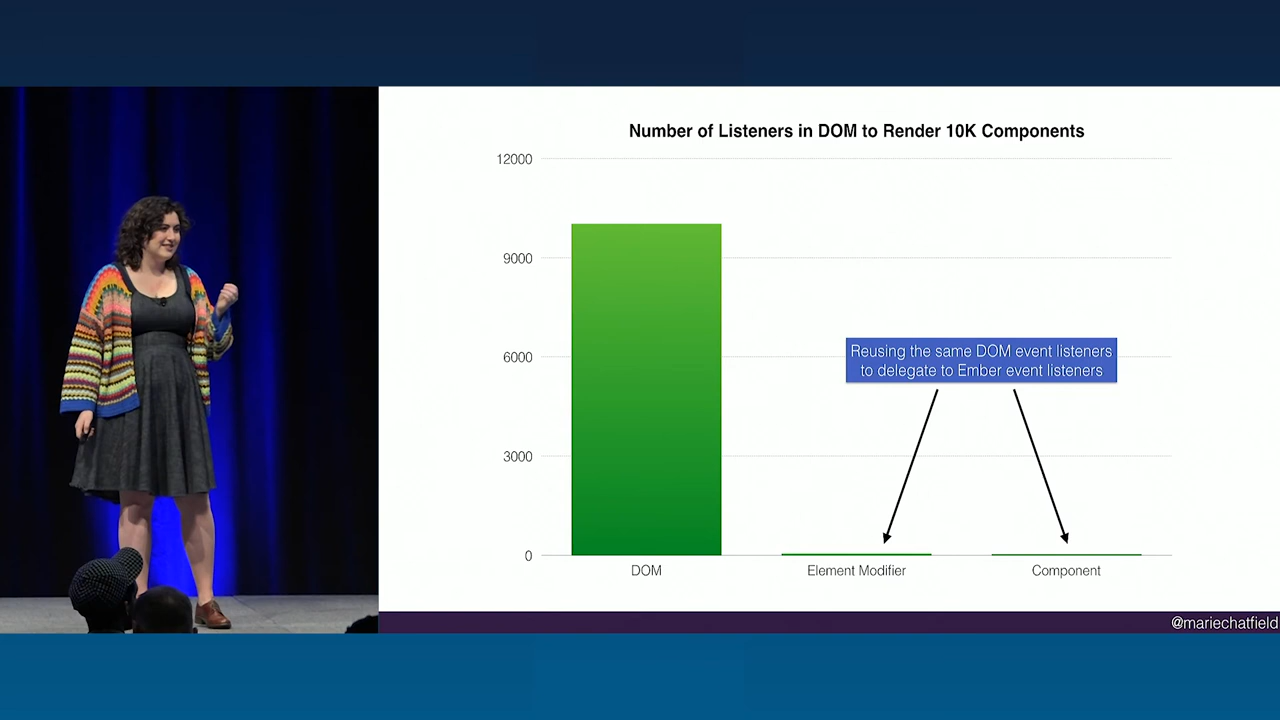 Number of Listeners in DOM to Render 10K Components
12000
9000
6000
3000
0
Reusing the same DOM event listeners
to delegate to Ember event listeners
DOM
Element Modifier
Component
@mariechatfield